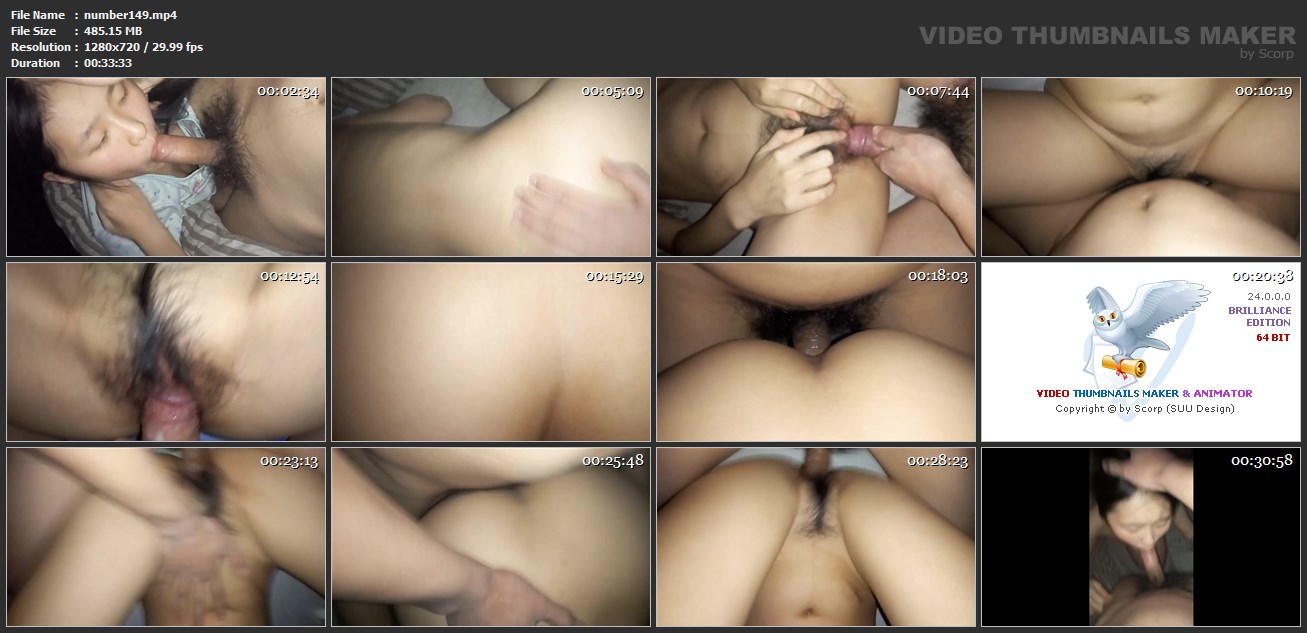 File Name : number149.mp4
File Size : 485.15 MB
Resolution : 1280x720 / 29.99 fps
Duration : 00:33:33
VIDEO THUMBNAILS MAKER
by Scorp
00:02:34
00:05:09
00:07:44
00:10:19
00:12:54
00:15:29
00:18:03
00:20:38
24.0.0.0
BRILLIANCE
EDITION
64 BIT
VIDEO THUMBNAILS MAKER & ANIMATOR
Copyright © by Scorp (SUU Design)
00:23:13
00:25:48
00:28:23
00:30:58